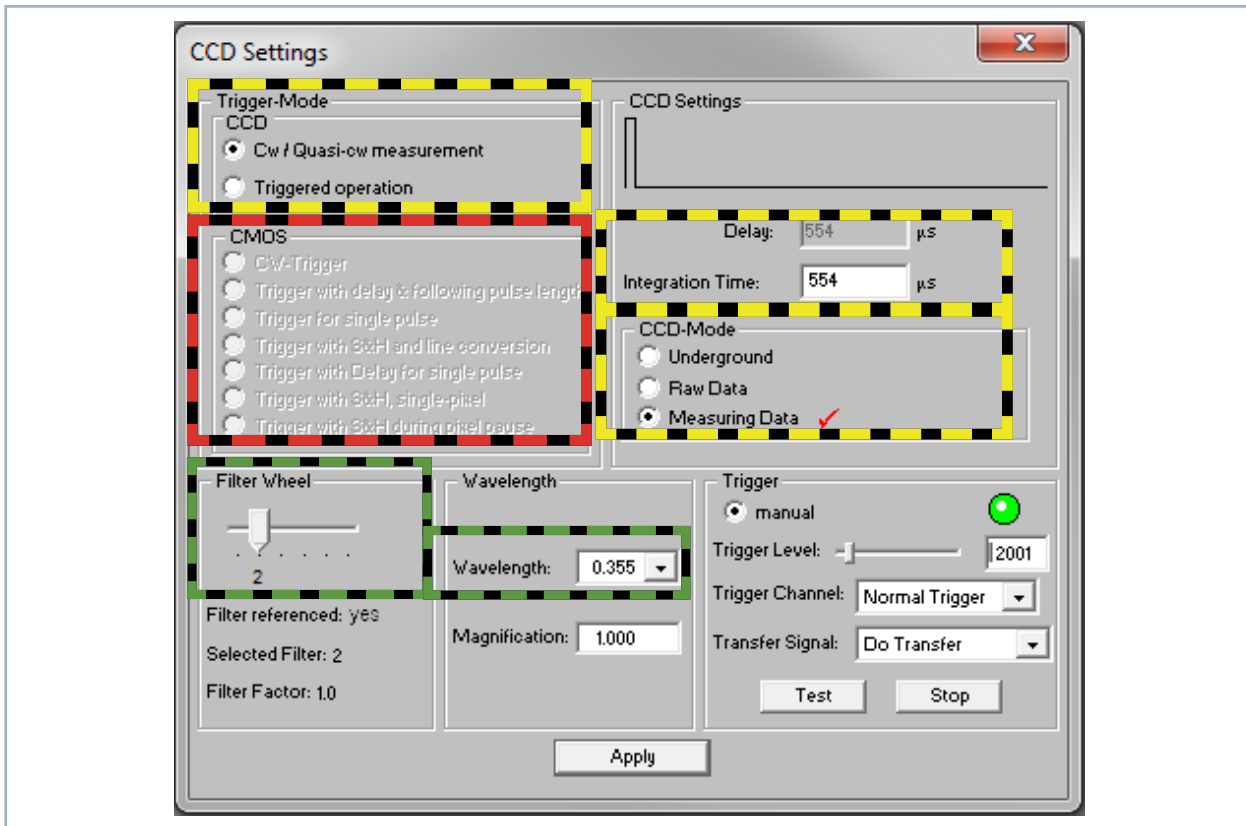 CCD Settings
Trigger-Mode
CCD
Cw / Quasi-cw measurement
Triggered operation
CMOS
CW-Trigger
Trigger with delay & following pulse length
Trigger for single pulse
Trigger with S&H and line conversion
Trigger with Delay for single pulse
Trigger with S&H, single-pixel
Trigger with S&H during pixel pause
CCD Settings
Delay: 554 µs
Integration Time: 554 µs
CCD-Mode
Underground
Raw Data
Measuring Data
Filter Wheel
2
Filter referenced: yes
Selected Filter: 2
Filter Factor: 1.0
Wavelength
Wavelength: 0.355
Magnification: 1.000
Trigger
manual
Trigger Level: 2001
Trigger Channel: Normal Trigger
Transfer Signal: Do Transfer
Test Stop
Apply